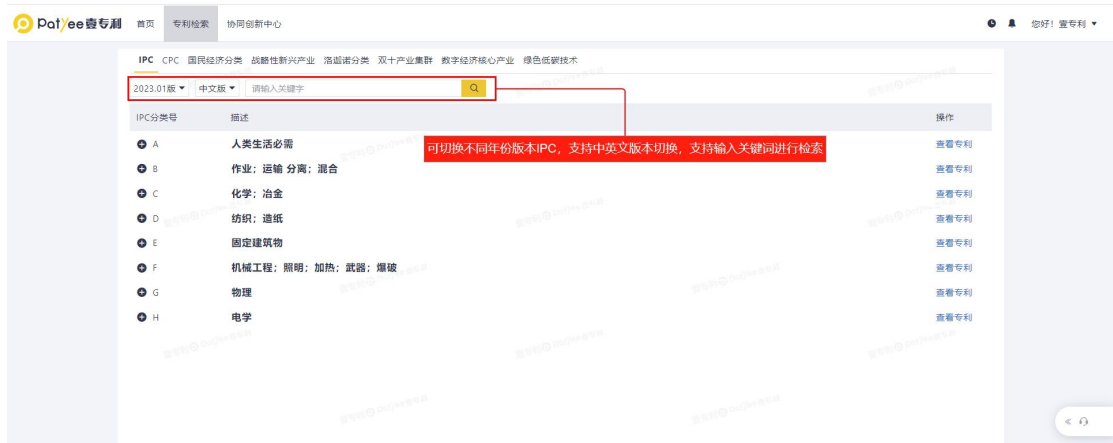 Patyee壹专利 首页 专利检索 协同创新中心 您好！壹专利
IPC CPC 国民经济分类 战略性新兴产业 洛迦诺分类 双十产业集群 数字经济核心产业 绿色低碳技术
2023.01版 中文版 请输入关键字
IPC分类号 描述 操作
A 人类生活必需 查看专利
可切换不同年份版本IPC，支持中英文版本切换，支持输入关键词进行检索
B 作业；运输 分离；混合 查看专利
C 化学；冶金 查看专利
D 纺织；造纸 查看专利
E 固定建筑物 查看专利
F 机械工程；照明；加热；武器；爆破 查看专利
G 物理 查看专利
H 电学 查看专利